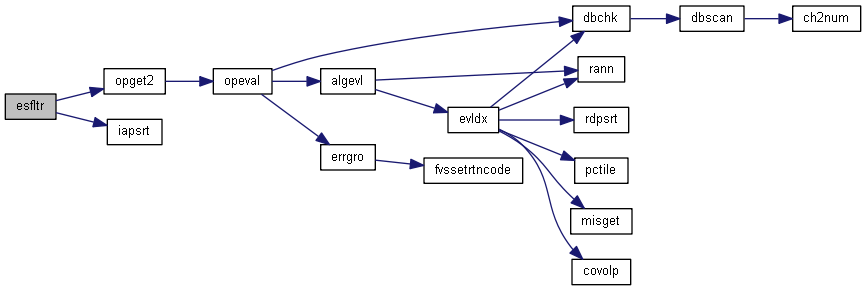 esfltr
opget2
iapsrt
opeval
algevl
errgro
evldx
fvssetrtncode
dbchk
rann
rdpsrt
pctile
misget
covolp
dbscan
ch2num